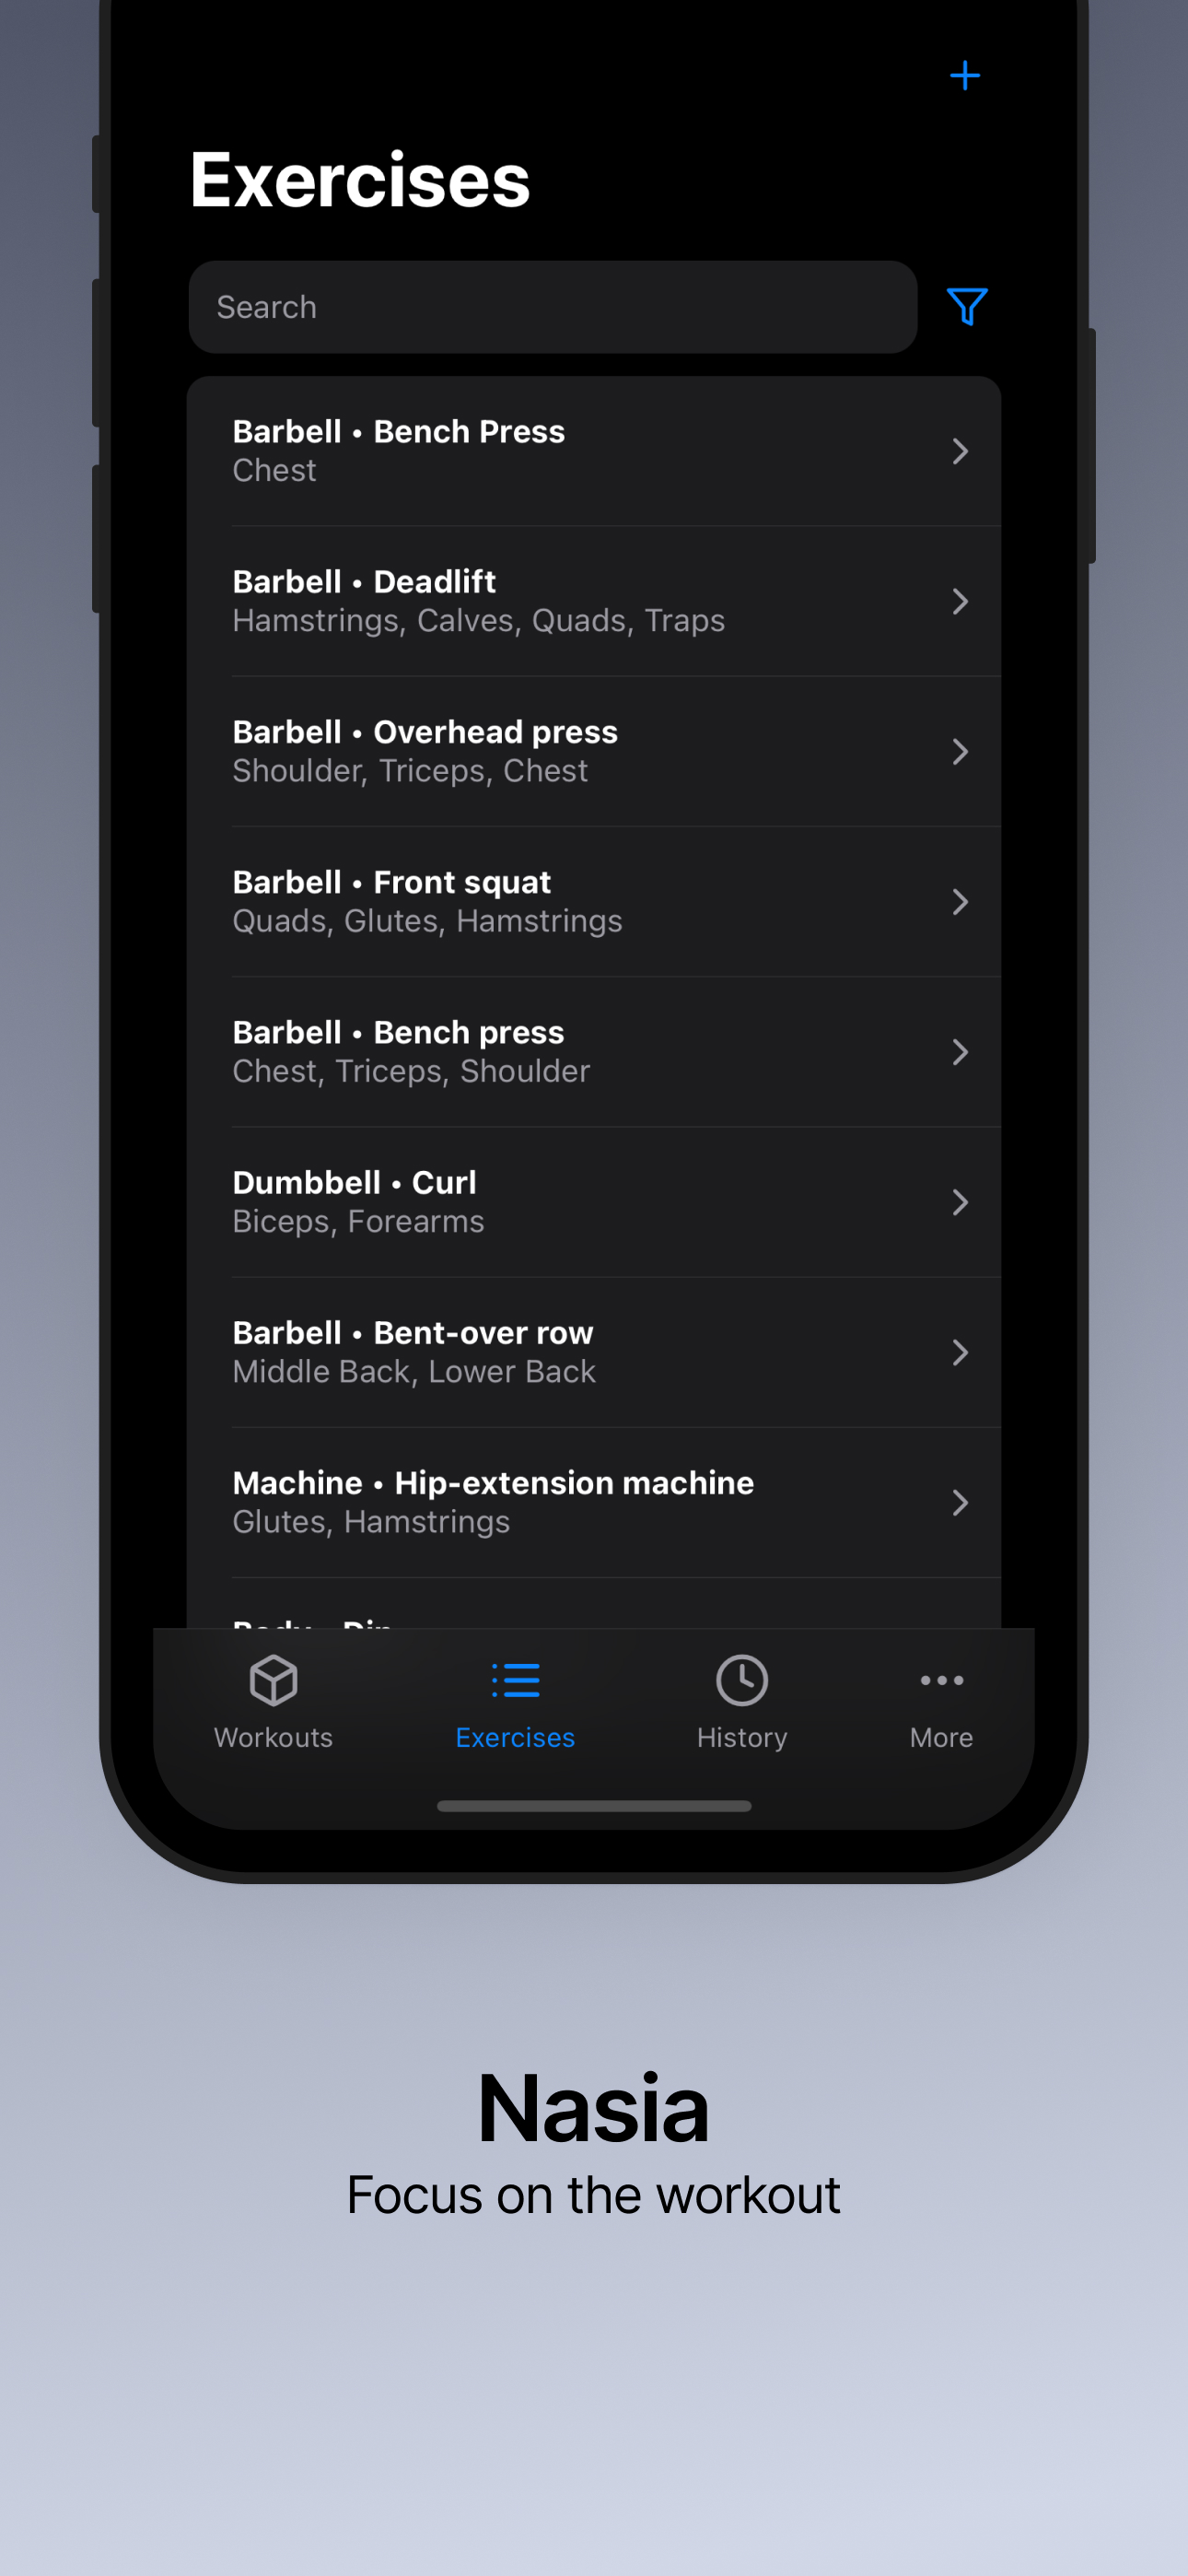 Exercises
Search
Barbell • Bench Press
Chest
Barbell • Deadlift
Hamstrings, Calves, Quads, Traps
Barbell • Overhead press
Shoulder, Triceps, Chest
Barbell • Front squat
Quads, Glutes, Hamstrings
Barbell • Bench press
Chest, Triceps, Shoulder
Dumbbell • Curl
Biceps, Forearms
Barbell • Bent-over row
Middle Back, Lower Back
Machine • Hip-extension machine
Glutes, Hamstrings
Workouts
Exercises
History
More
Nasia
Focus on the workout